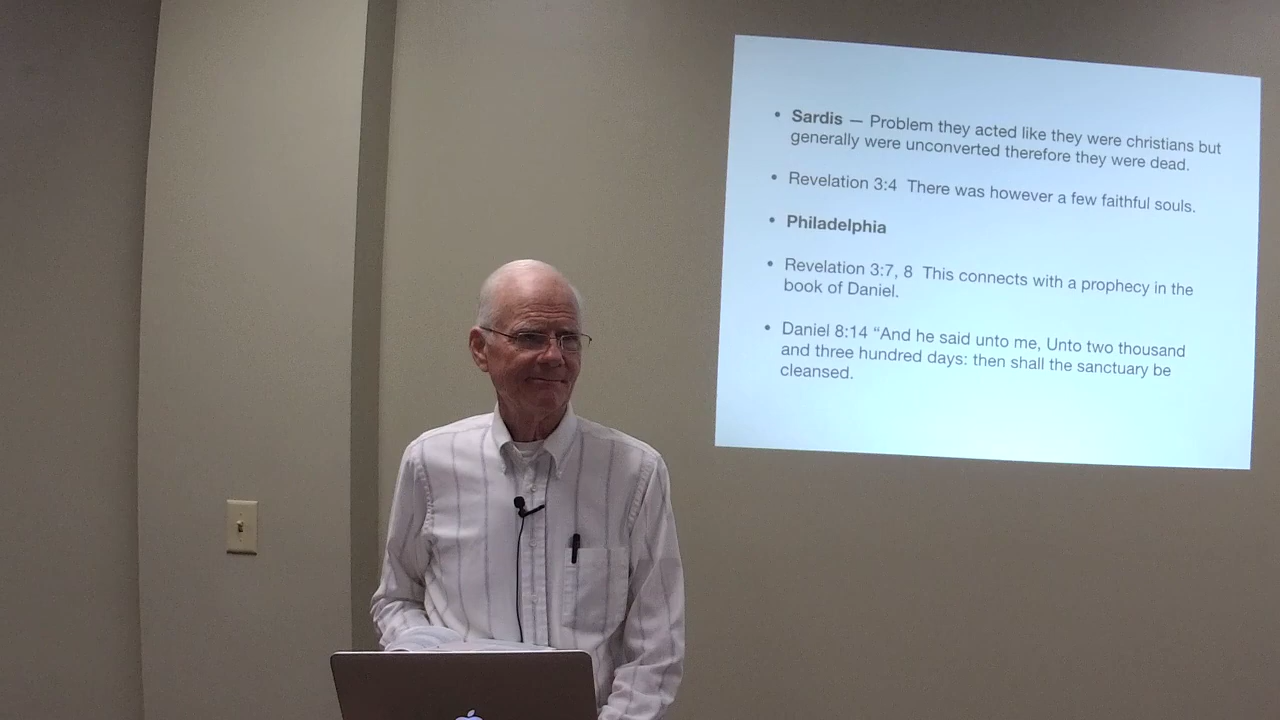 • Sardis — Problem they acted like they were christians but
generally were unconverted therefore they were dead.
• Revelation 3:4 There was however a few faithful souls.
• Philadelphia
• Revelation 3:7, 8 This connects with a prophecy in the
book of Daniel.
• Daniel 8:14 “And he said unto me, Unto two thousand
and three hundred days: then shall the sanctuary be
cleansed.